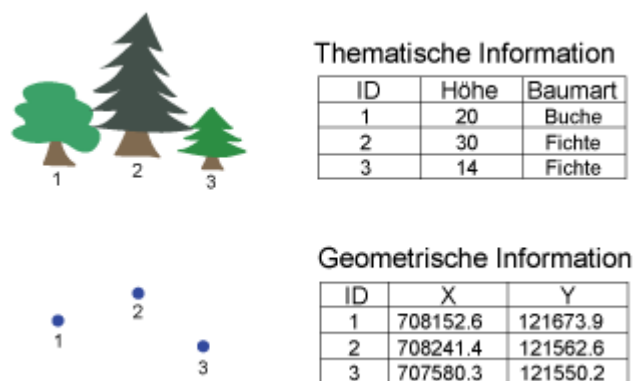 Thematische Information
ID Höhe Baumart
1 20 Buche
2 30 Fichte
3 14 Fichte
1 2 3
Geometrische Information
ID X Y
1 708152.6 121673.9
2 708241.4 121562.6
3 707580.3 121550.2
1 2 3